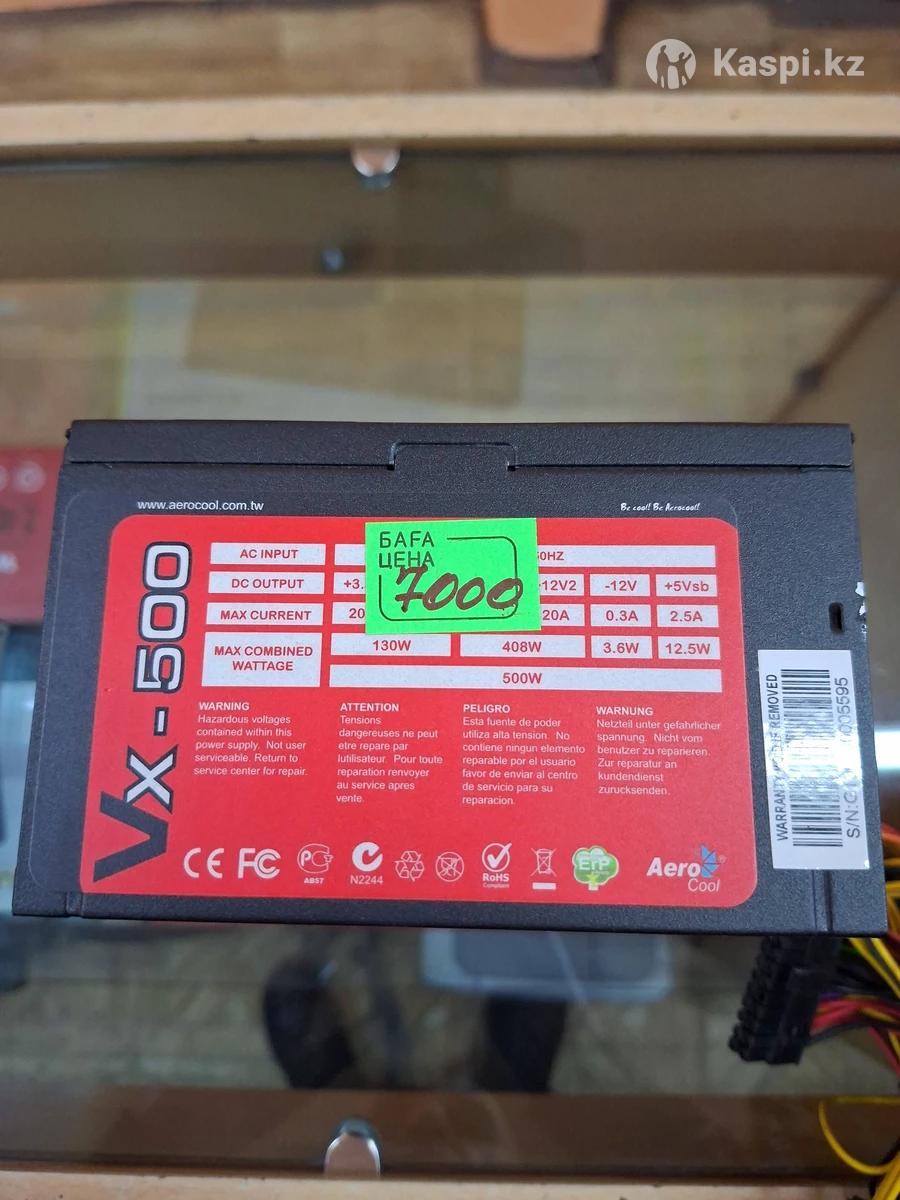 Kaspi.kz
www.aerocool.com.tw
Be cool! Be Aerocool!
Vx-500
БАҒА
ЦЕНА
7000
AC INPUT
DC OUTPUT -12V +5Vsb
MAX CURRENT 20A 0.3A 2.5A
MAX COMBINED WATTAGE 130W 408W 3.6W 12.5W
500W
WARNING
Hazardous voltages
contained within this
power supply. Not user
serviceable. Return to
service center for repair.
ATTENTION
Tensions
dangereuses ne peut
etre repare par
lutilisateur. Pour toute
reparation renvoyer
au service apres
vente.
PELIGRO
Esta fuente de poder
utiliza alta tension. No
contiene ningun elemento
reparable por el usuario
favor de enviar al centro
de servicio para su
reparacion.
WARNUNG
Netzteil unter gefahrlicher
spannung. Nicht vom
benutzer zu reparieren.
Zur reparatur an
kundendienst
zurucksenden.
CE FC
ABST
N2244
RoHS
Compliant
ErP
Aero
Cool
REMOVED
S/N: